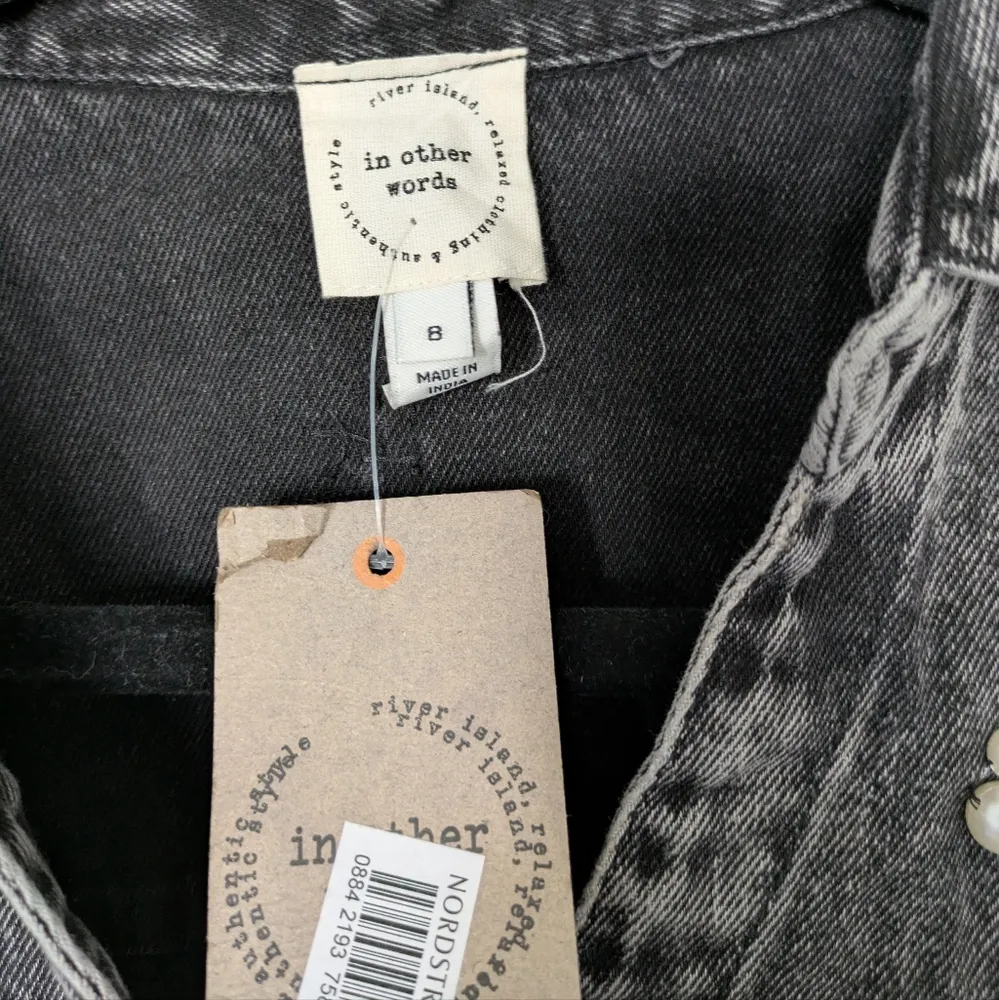 river island, relaxed clothing & authentic style
in other
words
8
MADE IN
INDIA
river island, relaxed
river island,
authentic style
authentic style
in other
NORDSTR
0884 2193 75